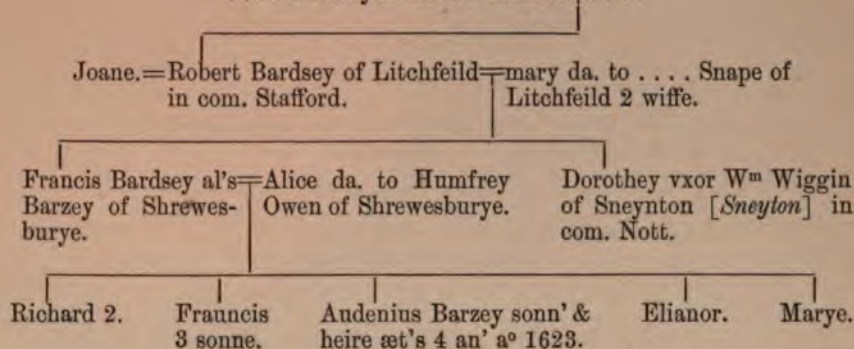 Joane.=Robert Bardsey of Litchfeild=mary da. to .... Snape of
in com. Stafford.
Litchfeild 2 wiffe.
Francis Bardsey al's=Alice da. to Humfrey
Barzey of Shrewes-
burye.
Owen of Shrewesburye.
Dorothey vxor Wᵐ Wiggin
of Sneynton [Sneyton] in
com. Nott.
Richard 2.
Frauncis
3 sonne.
Audenius Barzey sonn' &
heire æt's 4 an' aº 1623.
Elianor.
Marye.